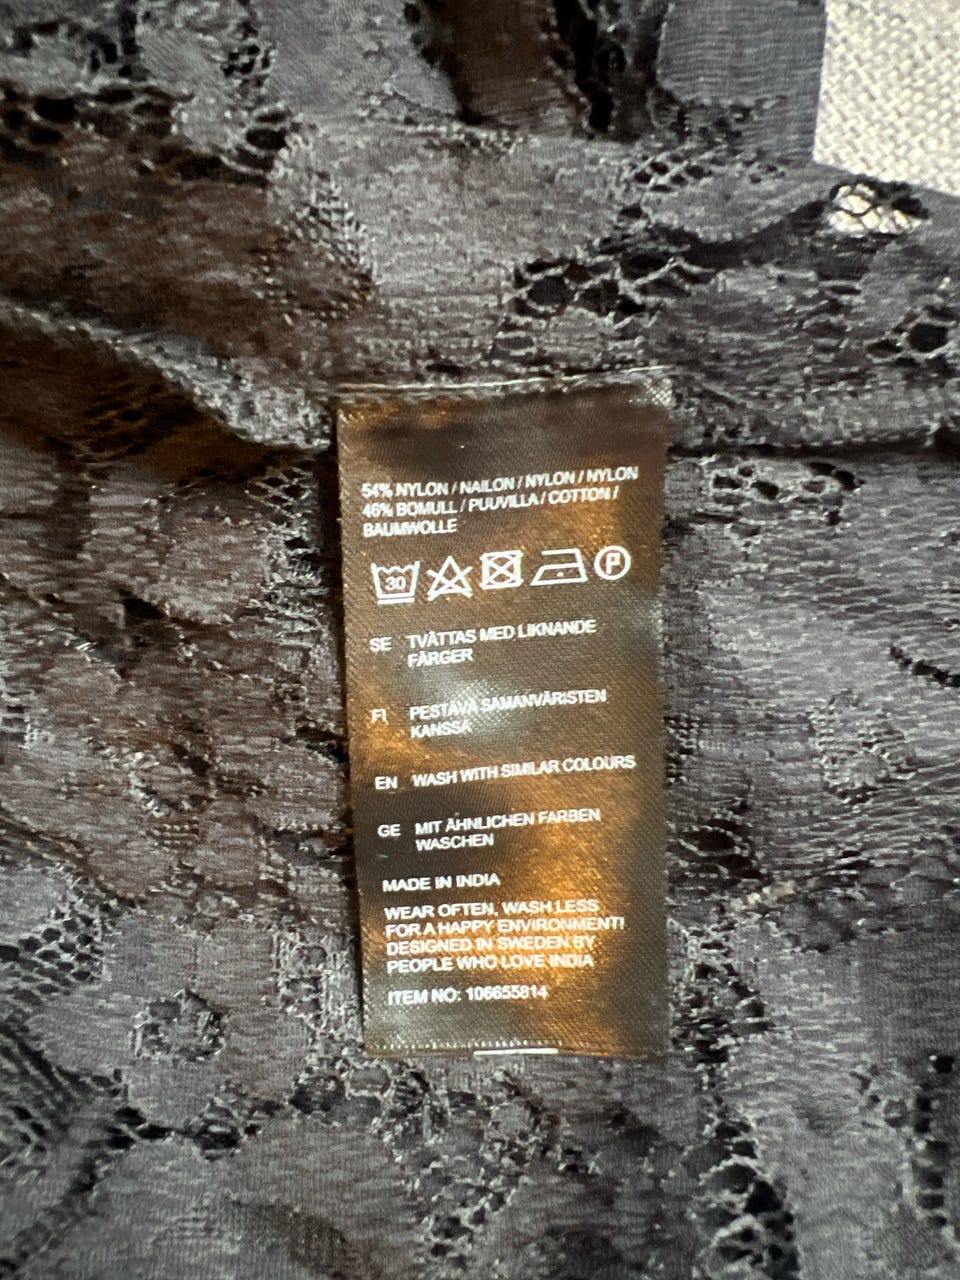 54% NYLON / NAILON / NYLON / NYLON
46% BOMULL / PUUVILLA / COTTON /
BAUMWOLLE
30 P
SE TVÄTTAS MED LIKNANDE
FÄRGER
FI PESTÄVÄ SAMANVÄRISTEN
KANSSA
EN WASH WITH SIMILAR COLOURS
GE MIT ÄHNLICHEN FARBEN
WASCHEN
MADE IN INDIA
WEAR OFTEN, WASH LESS
FOR A HAPPY ENVIRONMENT!
DESIGNED IN SWEDEN BY
PEOPLE WHO LOVE INDIA
ITEM NO: 106655814